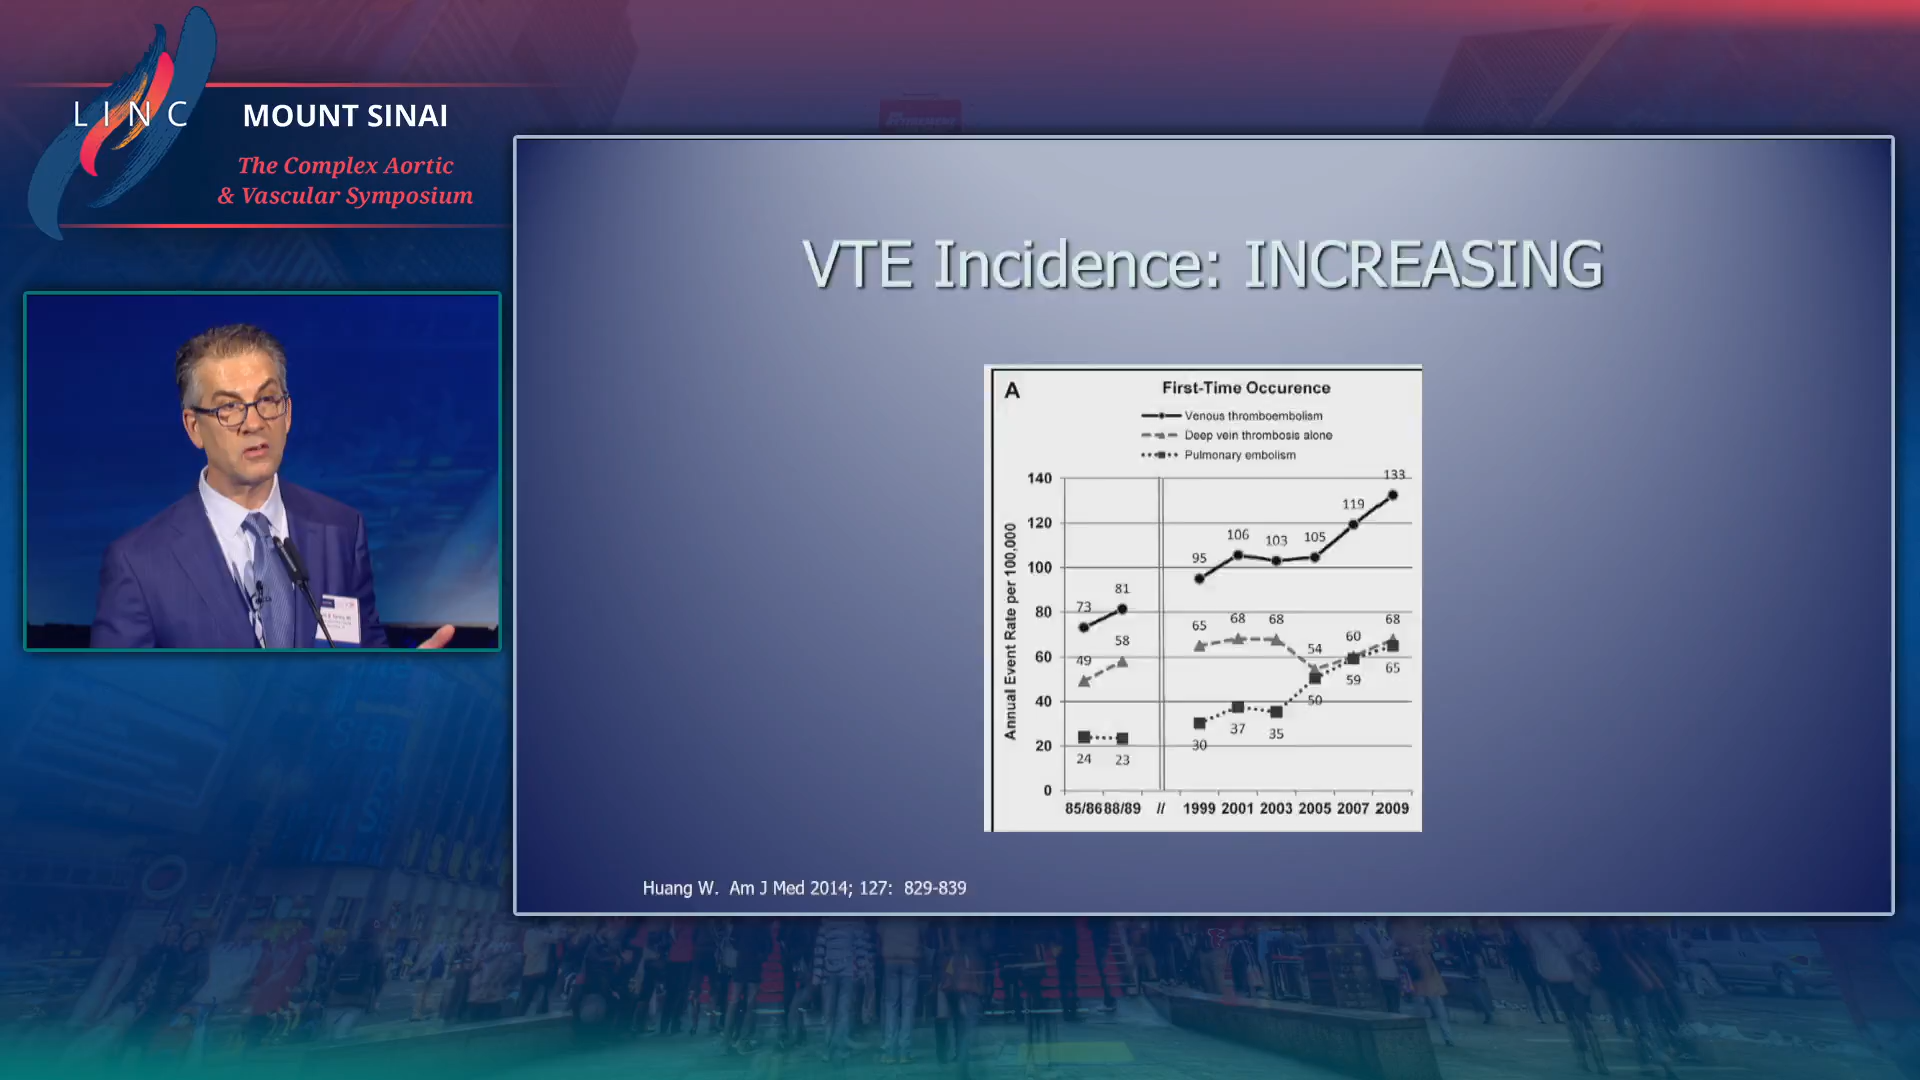 LINC
MOUNT SINAI
The Complex Aortic
& Vascular Symposium
VTE Incidence: INCREASING
A
First-Time Occurence
Venous thromboembolism
Deep vein thrombosis alone
Pulmonary embolism
Annual Event Rate per 100,000
140
120
100
80
60
40
20
0
73 81 95 106 103 105 119 133
49 58 65 68 68 54 60 68
24 23 30 37 35 50 59 65
85/86 88/89 // 1999 2001 2003 2005 2007 2009
Huang W. Am J Med 2014; 127: 829-839